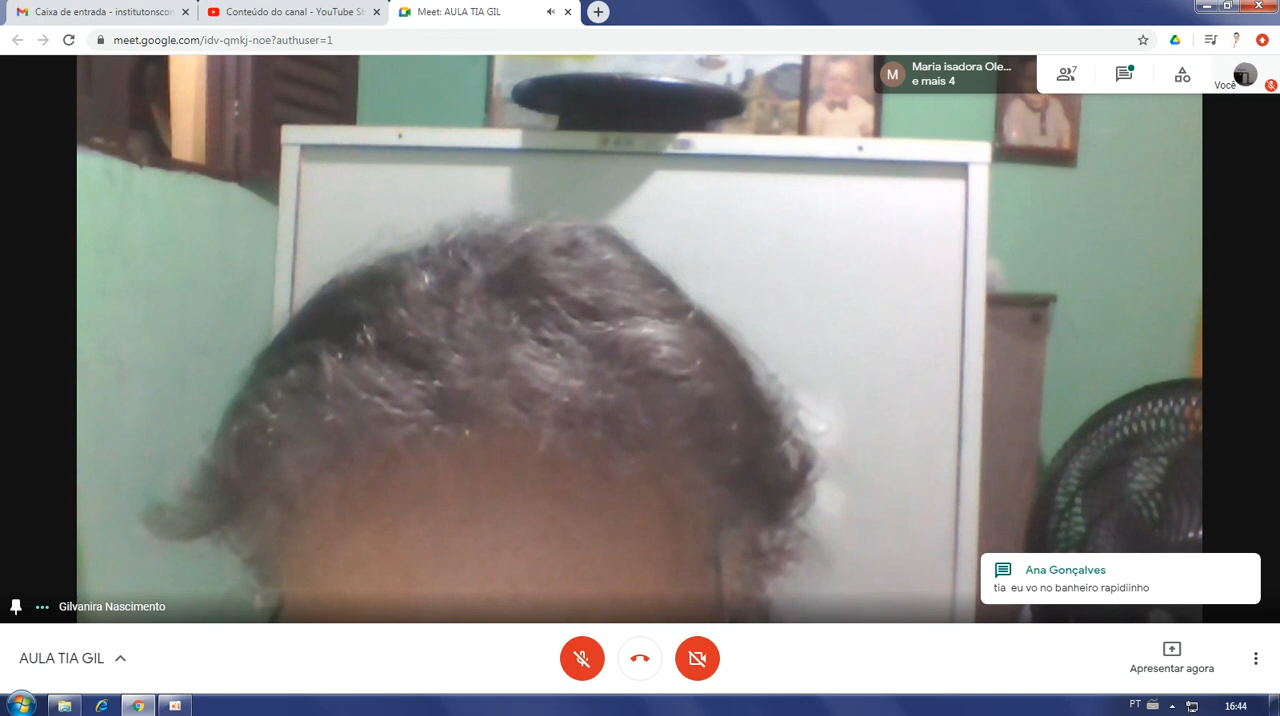 Caixa de entrada - institutonscon
Conteúdo do canal - YouTube St
Meet: AULA TIA GIL
meet.google.com/idv-qmkj-noe?authuser=1
M
Maria isadora Ole...
e mais 4
7
Você
Ana Gonçalves
tia eu vo no banheiro rapidiinho
Gilvanira Nascimento
AULA TIA GIL
Apresentar agora
PT
16:44